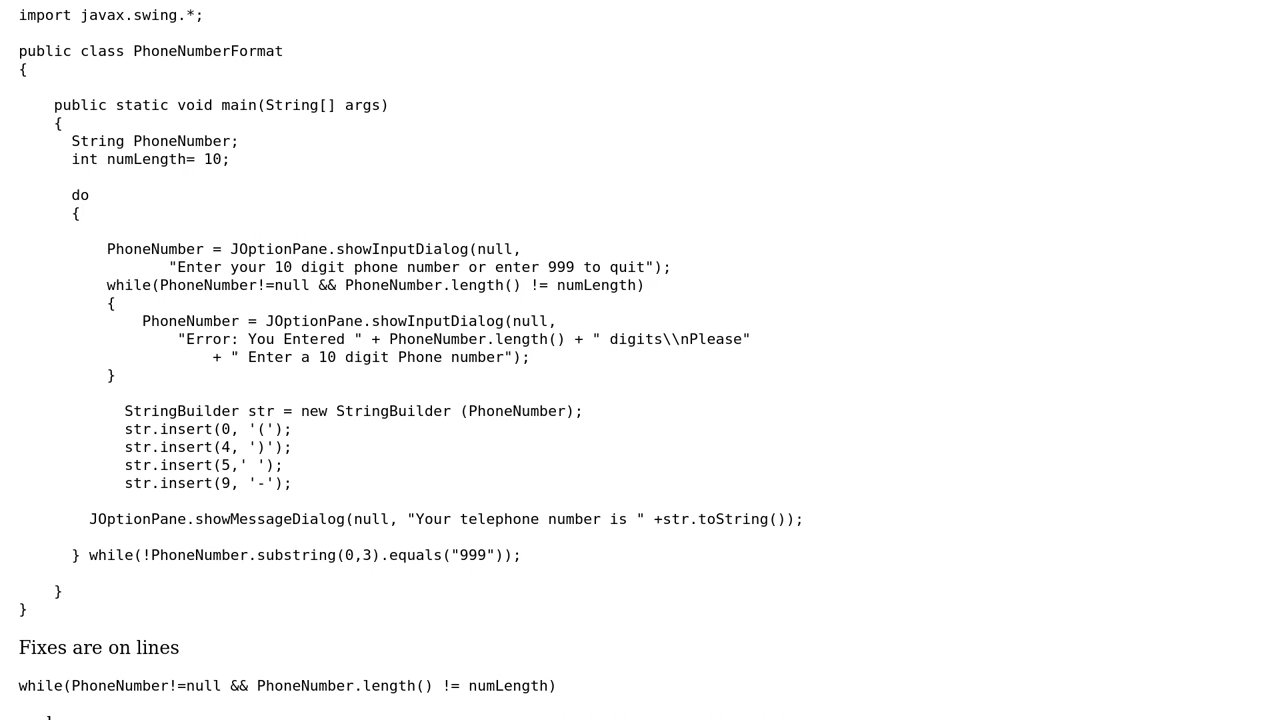 import javax.swing.*;
public class PhoneNumberFormat
{
public static void main(String[] args)
{
String PhoneNumber;
int numLength= 10;
do
{
PhoneNumber = JOptionPane.showInputDialog(null,
"Enter your 10 digit phone number or enter 999 to quit");
while(PhoneNumber!=null && PhoneNumber.length() != numLength)
{
PhoneNumber = JOptionPane.showInputDialog(null,
"Error: You Entered " + PhoneNumber.length() + " digits\\nPlease"
+ " Enter a 10 digit Phone number");
}
StringBuilder str = new StringBuilder (PhoneNumber);
str.insert(0, '(');
str.insert(4, ')');
str.insert(5,' ');
str.insert(9, '-');
JOptionPane.showMessageDialog(null, "Your telephone number is " +str.toString());
} while(!PhoneNumber.substring(0,3).equals("999"));
}
}
Fixes are on lines
while(PhoneNumber!=null && PhoneNumber.length() != numLength)